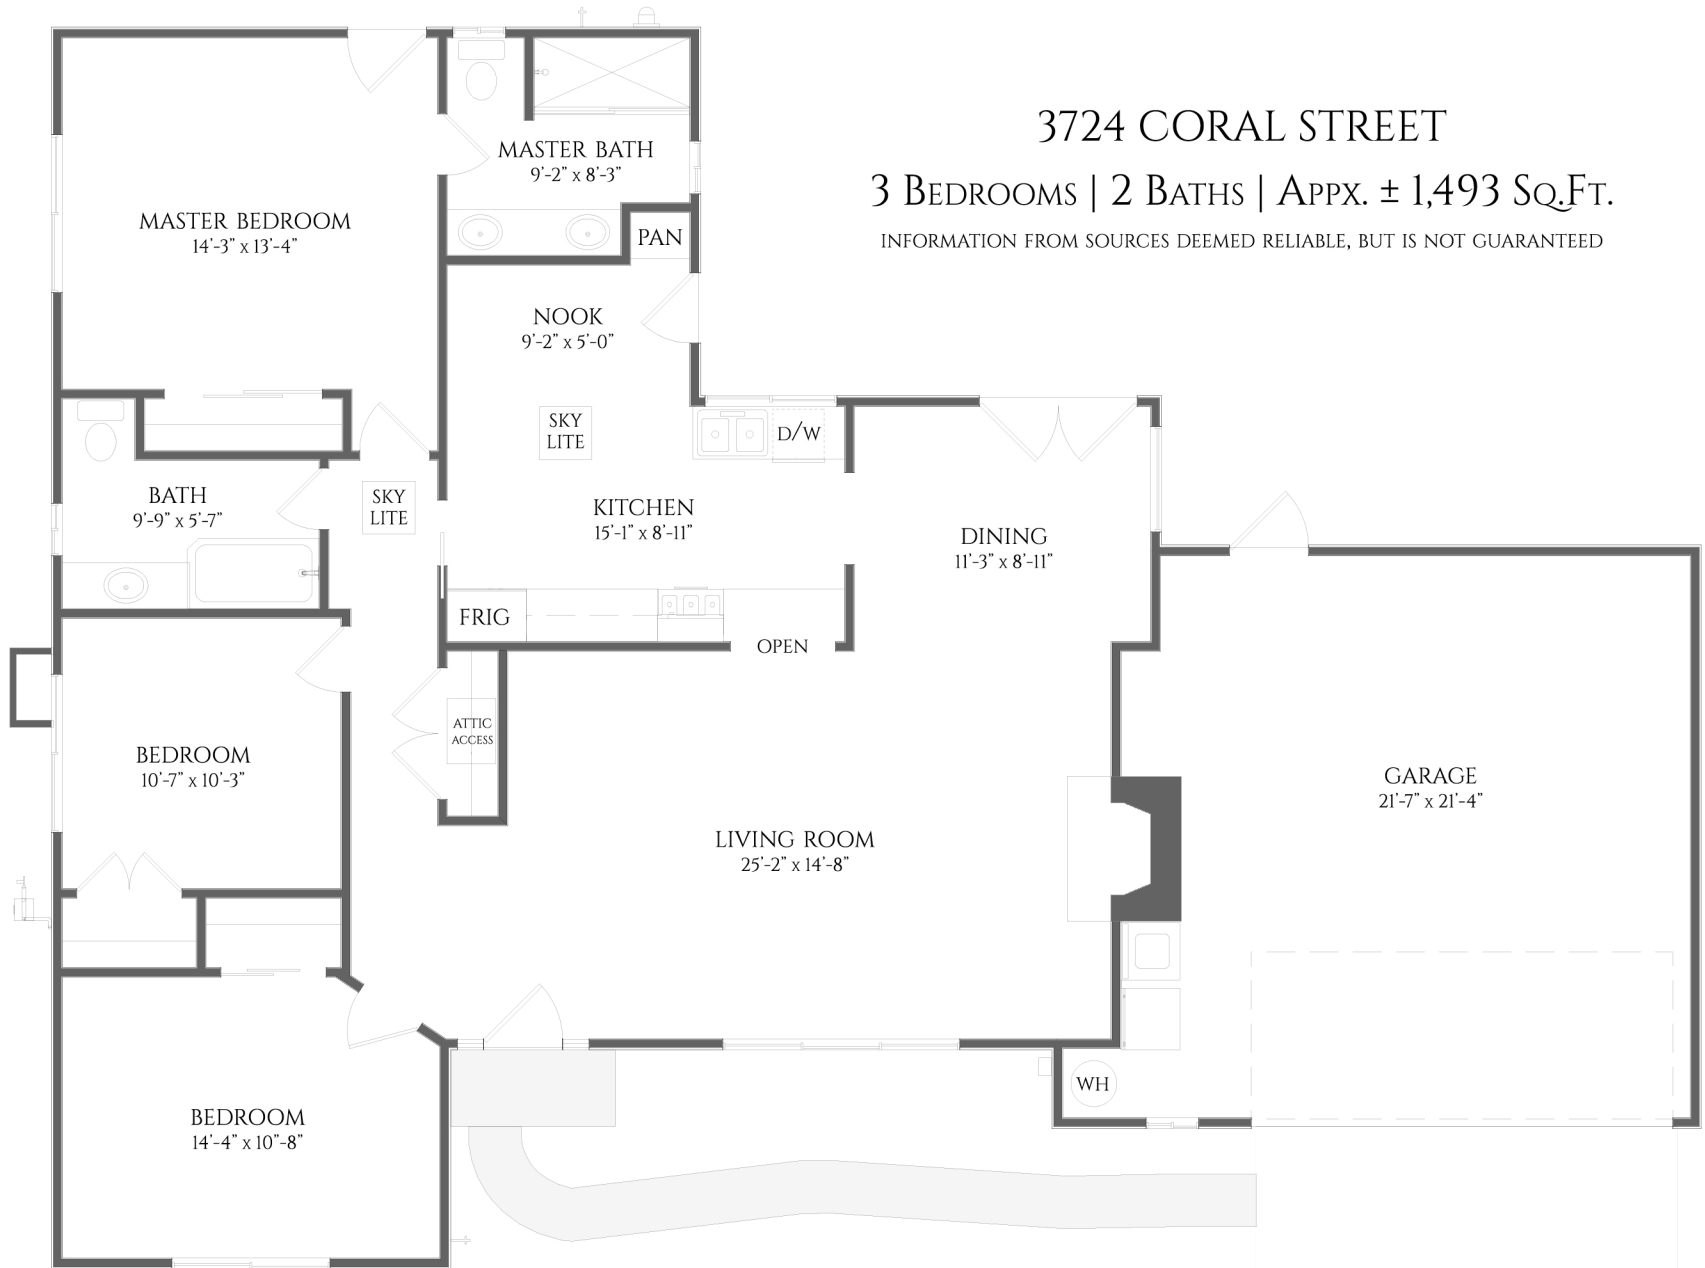 3724 CORAL STREET
3 BEDROOMS | 2 BATHS | APPX. ± 1,493 SQ.FT.
INFORMATION FROM SOURCES DEEMED RELIABLE, BUT IS NOT GUARANTEED
MASTER BATH
9'-2" x 8'-3"
MASTER BEDROOM
14'-3" x 13'-4"
PAN
NOOK
9'-2" x 5'-0"
SKY
LITE
D/W
BATH
9'-9" x 5'-7"
SKY
LITE
KITCHEN
15'-1" x 8'-11"
DINING
11'-3" x 8'-11"
FRIG
OPEN
ATTIC
ACCESS
BEDROOM
10'-7" x 10'-3"
LIVING ROOM
25'-2" x 14'-8"
GARAGE
21'-7" x 21'-4"
WH
BEDROOM
14'-4" x 10"-8"